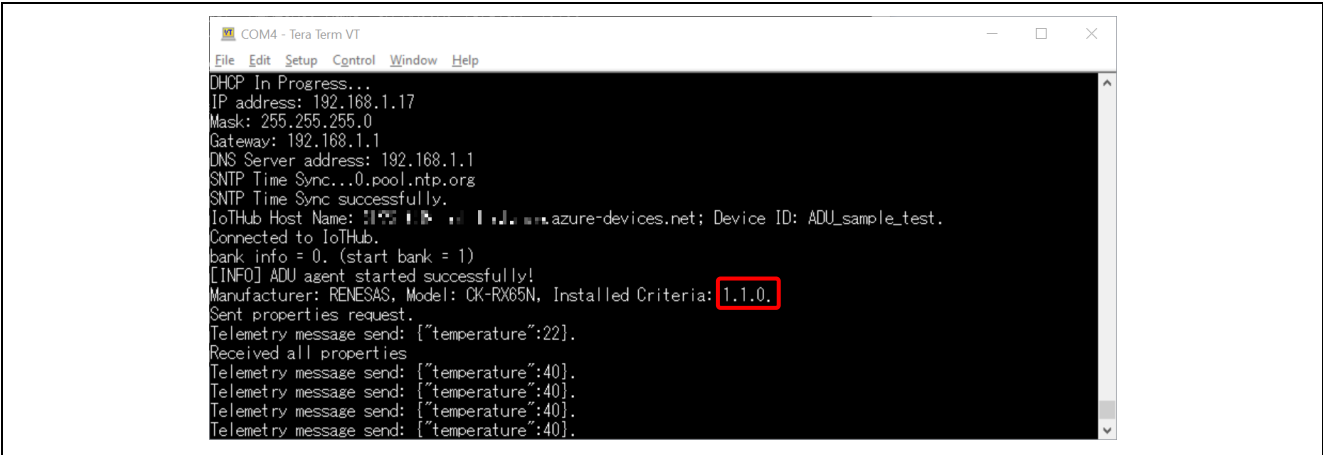 COM4 - Tera Term VT
File Edit Setup Control Window Help
DHCP In Progress...
IP address: 192.168.1.17
Mask: 255.255.255.0
Gateway: 192.168.1.1
DNS Server address: 192.168.1.1
SNTP Time Sync...0.pool.ntp.org
SNTP Time Sync successfully.
IoTHub Host Name: .azure-devices.net; Device ID: ADU_sample_test.
Connected to IoTHub.
bank info = 0. (start bank = 1)
[INFO] ADU agent started successfully!
Manufacturer: RENESAS, Model: CK-RX65N, Installed Criteria: 1.1.0.
Sent properties request.
Telemetry message send: {"temperature":22}.
Received all properties
Telemetry message send: {"temperature":40}.
Telemetry message send: {"temperature":40}.
Telemetry message send: {"temperature":40}.
Telemetry message send: {"temperature":40}.